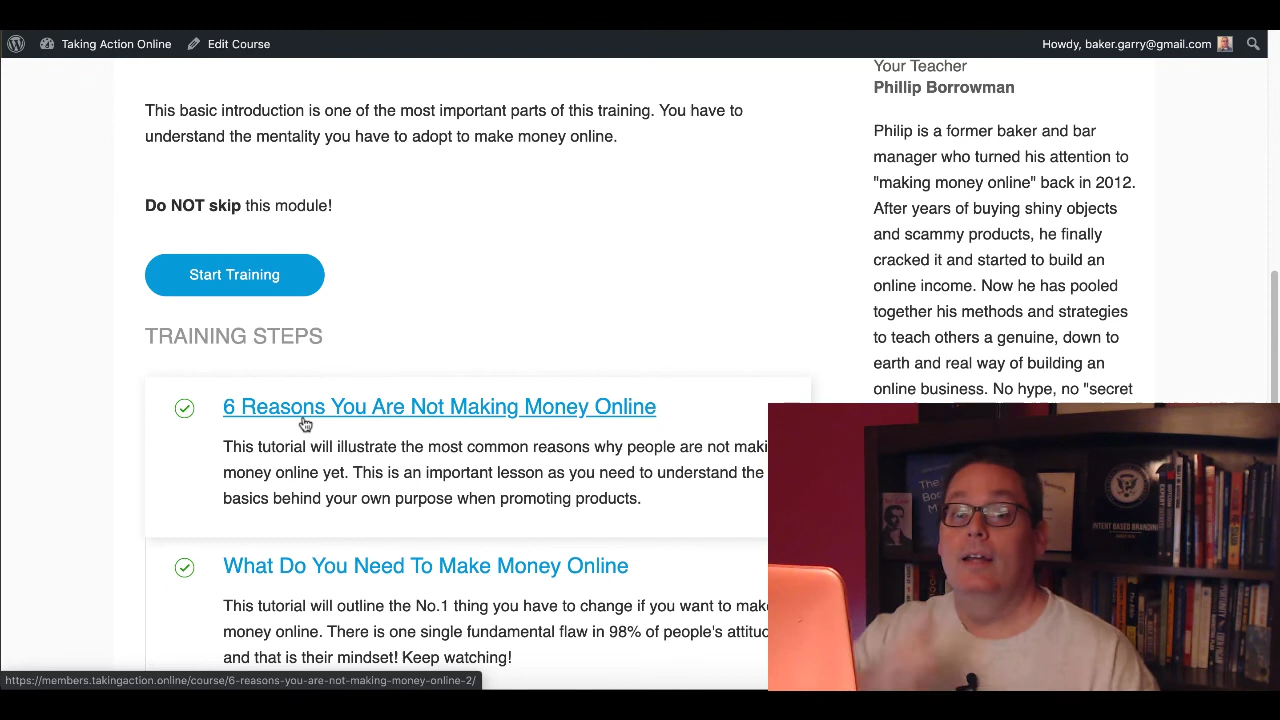 Taking Action Online
Edit Course
Howdy, baker.garry@gmail.com
This basic introduction is one of the most important parts of this training. You have to
understand the mentality you have to adopt to make money online.
Do NOT skip this module!
Start Training
TRAINING STEPS
6 Reasons You Are Not Making Money Online
This tutorial will illustrate the most common reasons why people are not maki
money online yet. This is an important lesson as you need to understand the
basics behind your own purpose when promoting products.
What Do You Need To Make Money Online
This tutorial will outline the No.1 thing you have to change if you want to mak
money online. There is one single fundamental flaw in 98% of people's attitud
and that is their mindset! Keep watching!
https://members.takingaction.online/course/6-reasons-you-are-not-making-money-online-2/
Your Teacher
Phillip Borrowman
Philip is a former baker and bar
manager who turned his attention to
"making money online" back in 2012.
After years of buying shiny objects
and scammy products, he finally
cracked it and started to build an
online income. Now he has pooled
together his methods and strategies
to teach others a genuine, down to
earth and real way of building an
online business. No hype, no "secret
INTENT BASED BRANDING